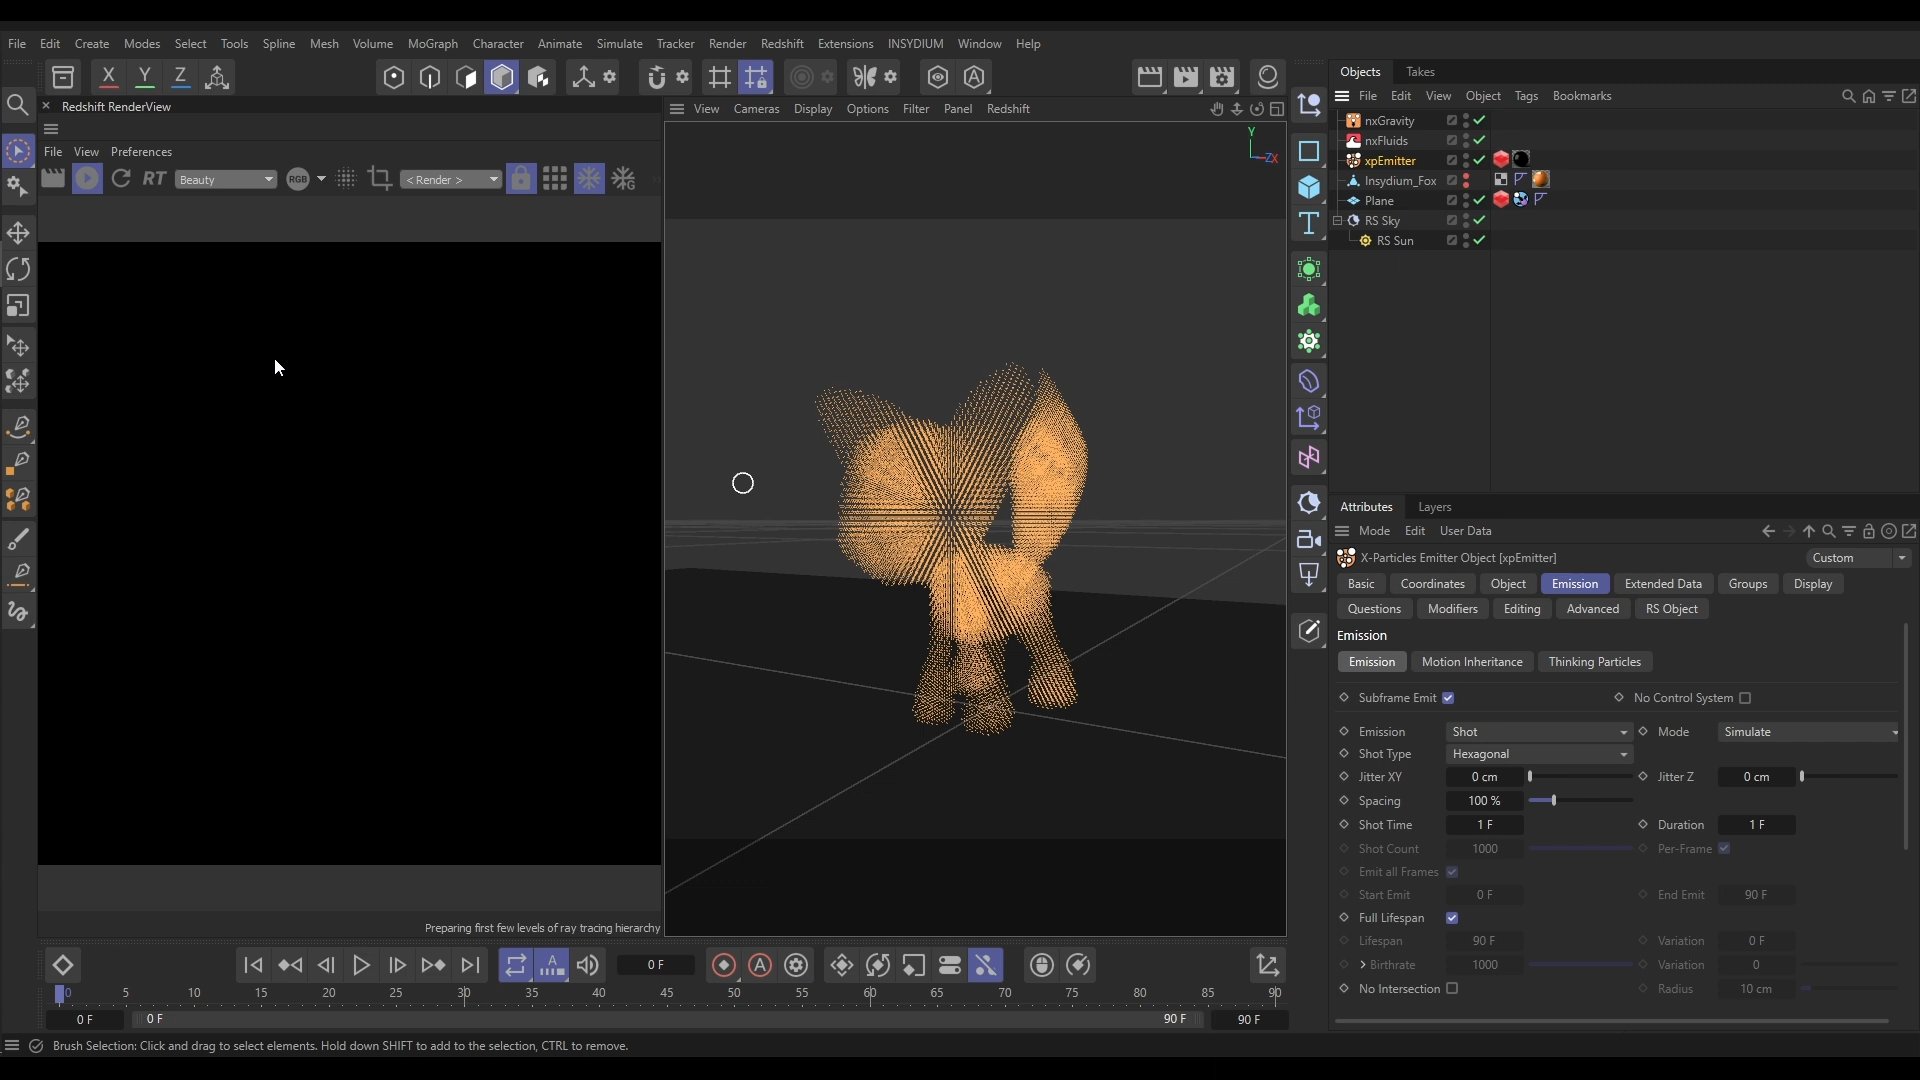 File Edit Create Modes Select Tools Spline Mesh Volume MoGraph Character Animate Simulate Tracker Render Redshift Extensions INSYDIUM Window Help
X Y Z
Redshift RenderView
File View Preferences
RT Beauty RGB < Render >
View Cameras Display Options Filter Panel Redshift
Y
ZX
Preparing first few levels of ray tracing hierarchy
Objects Takes
File Edit View Object Tags Bookmarks
nxGravity
nxFluids
xpEmitter
Insydium_Fox
Plane
RS Sky
RS Sun
Attributes Layers
Mode Edit User Data
X-Particles Emitter Object [xpEmitter] Custom
Basic Coordinates Object Emission Extended Data Groups Display
Questions Modifiers Editing Advanced RS Object
Emission
Emission Motion Inheritance Thinking Particles
Subframe Emit No Control System
Emission Shot Mode Simulate
Shot Type Hexagonal
Jitter XY 0 cm Jitter Z 0 cm
Spacing 100 %
Shot Time 1 F Duration 1 F
Shot Count 1000 Per-Frame
Emit all Frames
Start Emit 0 F End Emit 90 F
Full Lifespan
Lifespan 90 F Variation 0 F
Birthrate 1000 Variation 0
No Intersection Radius 10 cm
0 F
0 5 10 15 20 25 30 35 40 45 50 55 60 65 70 75 80 85 90
0 F 0 F 90 F 90 F
Brush Selection: Click and drag to select elements. Hold down SHIFT to add to the selection, CTRL to remove.